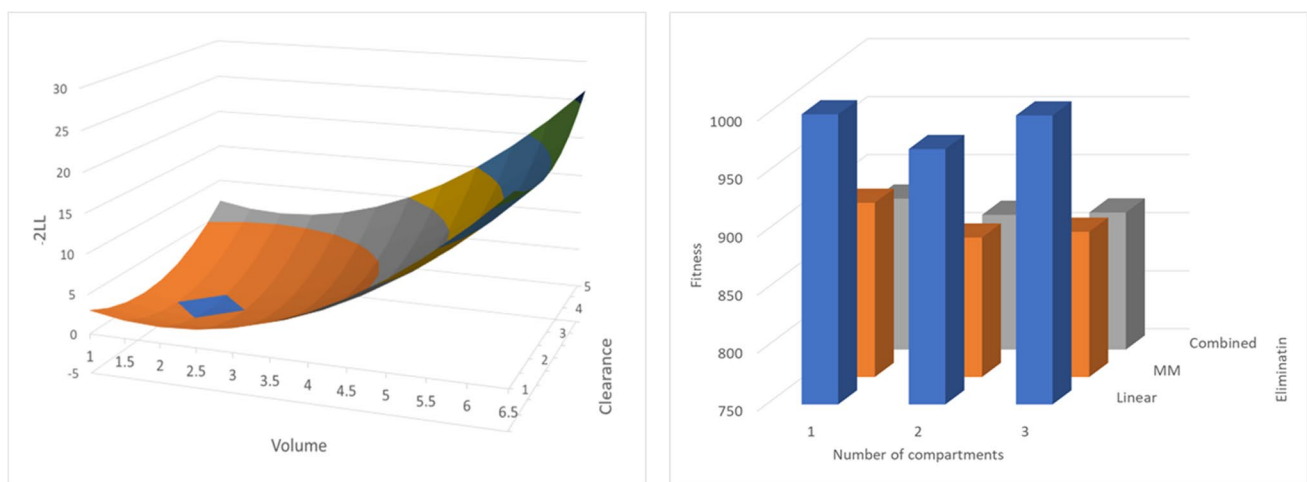 30
25
20
15
10
5
0
-5
-2LL
1 1.5 2 2.5 3 3.5 4 4.5 5 5.5 6 6.5
Volume
1
2
3
3
4
5
Clearance
1000
950
900
850
800
750
Fitness
1 2 3
Number of compartments
Combined
MM
Linear
Eliminatin